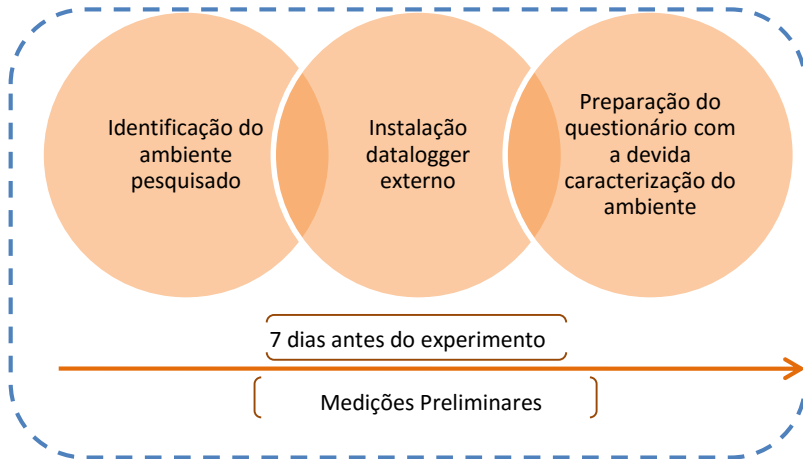 Identificação do
ambiente
pesquisado
Instalação
datalogger
externo
Preparação do
questionário com
a devida
caracterização do
ambiente
7 dias antes do experimento
Medições Preliminares